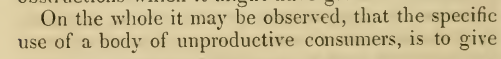 On the whole it may be observed, that the specific
use of a body of unproductive consumers, is to give